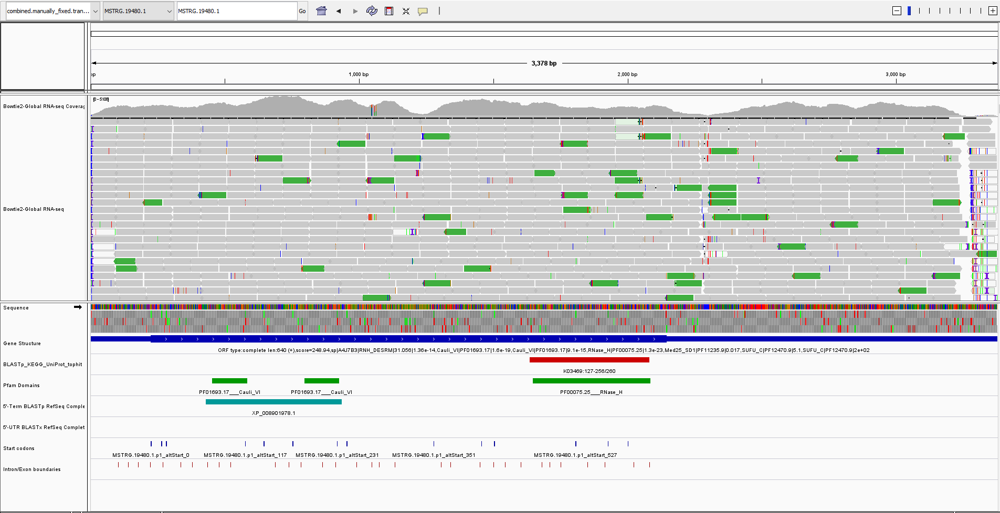 combined.manually_fixed.tran... MSTRG.19480.1 MSTRG.19480.1 Go
3,378 bp
bp 1,000 bp 2,000 bp 3,000 bp
[0 - 5108]
Bowtie2-Global RNA-seq Coverag
Bowtie2-Global RNA-seq
Sequence
Gene Structure
ORF type:complete len:640 (+),score=248.94,sp|A4J7B3|RNH_DESRM|31.056|1.36e-14,Cauli_VI|PF01693.17|1.6e-19,Cauli_VI|PF01693.17|9.1e-15,RNase_H|PF00075.25|1.3e-23,Med25_SD1|PF11235.9|0.017,SUFU_C|PF12470.9|5.1,SUFU_C|PF12470.9|2e+02
BLASTp_KEGG_UniProt_tophit
K03469:127-256/260
Pfam Domains
PF01693.17___Cauli_VI PF01693.17___Cauli_VI PF00075.25___RNase_H
5'-Term BLASTp RefSeq Comple
XP_008901978.1
5'-UTR BLASTx RefSeq Complet
Start codons
MSTRG.19480.1.p1_altStart_0 MSTRG.19480.1.p1_altStart_117 MSTRG.19480.1.p1_altStart_231 MSTRG.19480.1.p1_altStart_351 MSTRG.19480.1.p1_altStart_527
Intron/Exon boundaries